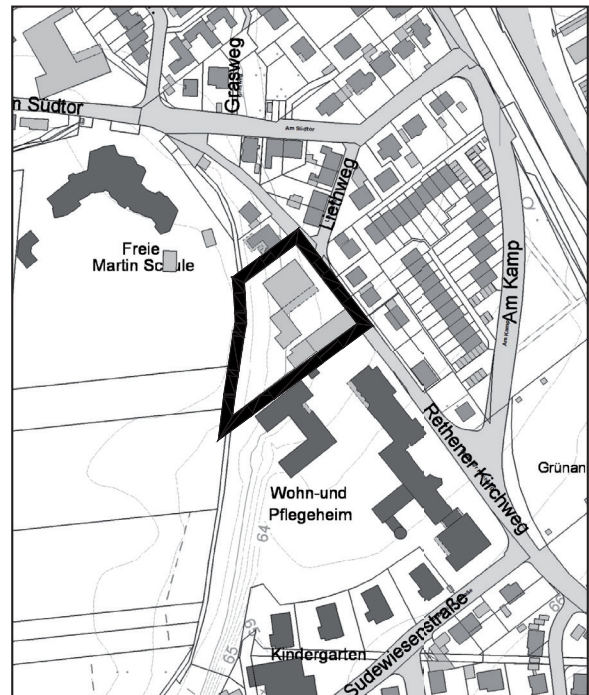 Grasweg
n Südtor
Am Südtor
Liethweg
Freie
Martin Schule
Am Kamp
Am Kamp
Rethener Kirchweg
Grünan
Wohn-und
Pflegeheim
64
65
Kindergarten
Sudewiesenstraße
65